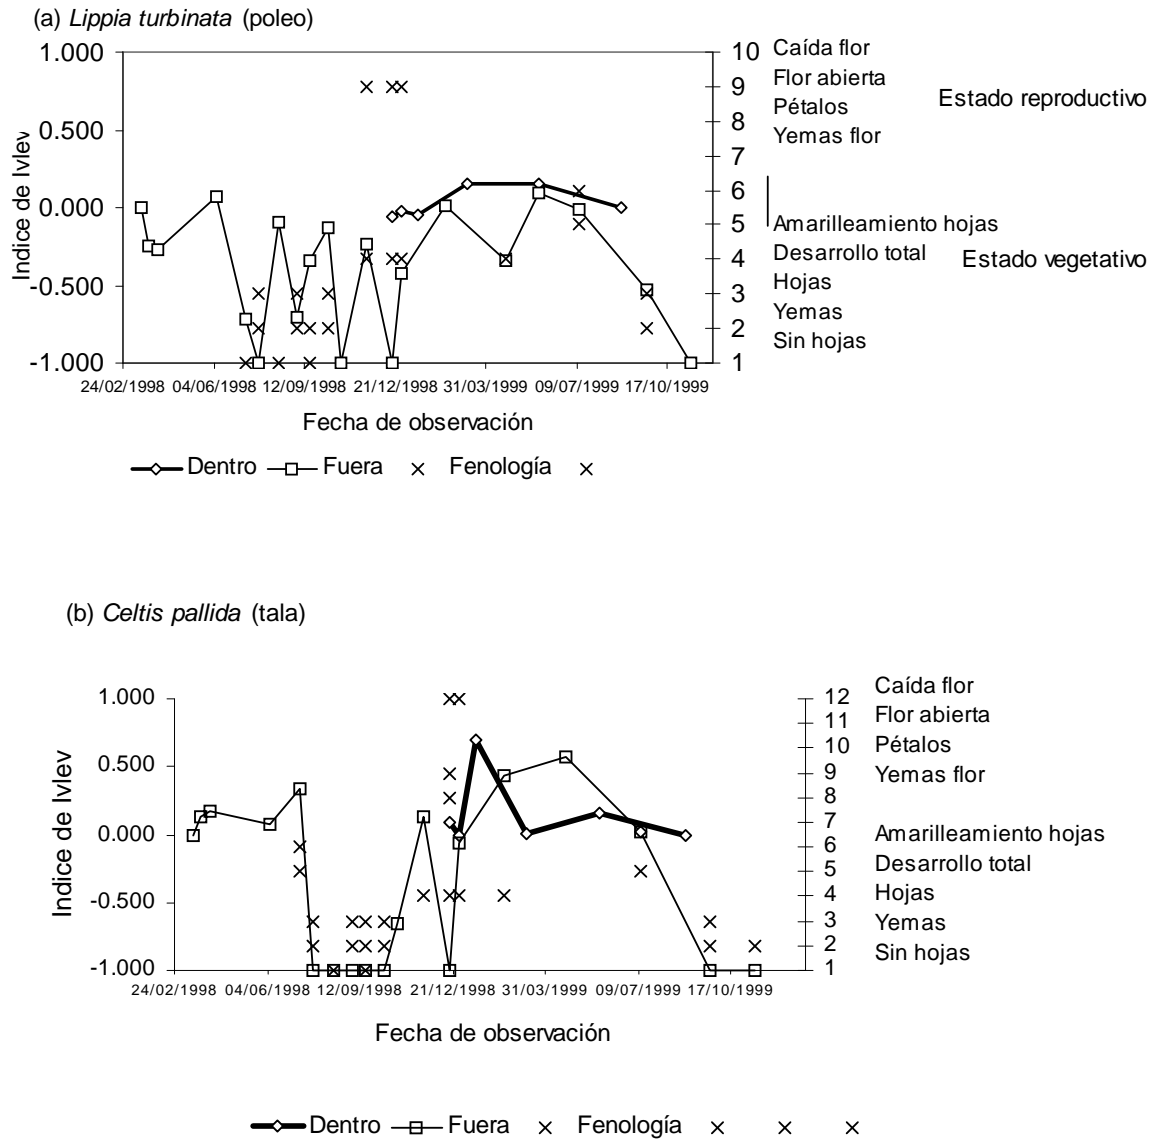 (a) Lippia turbinata (poleo)
1.000
0.500
0.000
-0.500
-1.000
Indice de Ivlev
10
9
8
7
6
5
4
3
2
1
Caída flor
Flor abierta
Pétalos
Yemas flor
Estado reproductivo
Amarilleamiento hojas
Desarrollo total
Hojas
Yemas
Sin hojas
Estado vegetativo
24/02/1998 04/06/1998 12/09/1998 21/12/1998 31/03/1999 09/07/1999 17/10/1999
Fecha de observación
Dentro Fuera Fenología
(b) Celtis pallida (tala)
1.000
0.500
0.000
-0.500
-1.000
Indice de Ivlev
12
11
10
9
8
7
6
5
4
3
2
1
Caída flor
Flor abierta
Pétalos
Yemas flor
Amarilleamiento hojas
Desarrollo total
Hojas
Yemas
Sin hojas
24/02/1998 04/06/1998 12/09/1998 21/12/1998 31/03/1999 09/07/1999 17/10/1999
Fecha de observación
Dentro Fuera Fenología